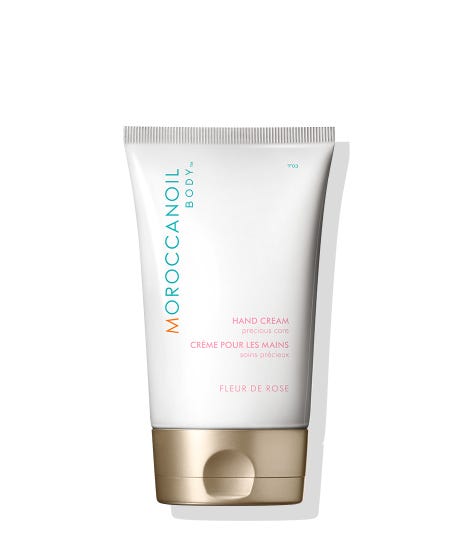 MOROCCANOIL
BODY™
HAND CREAM
precious care
CRÈME POUR LES MAINS
soins précieux
FLEUR DE ROSE